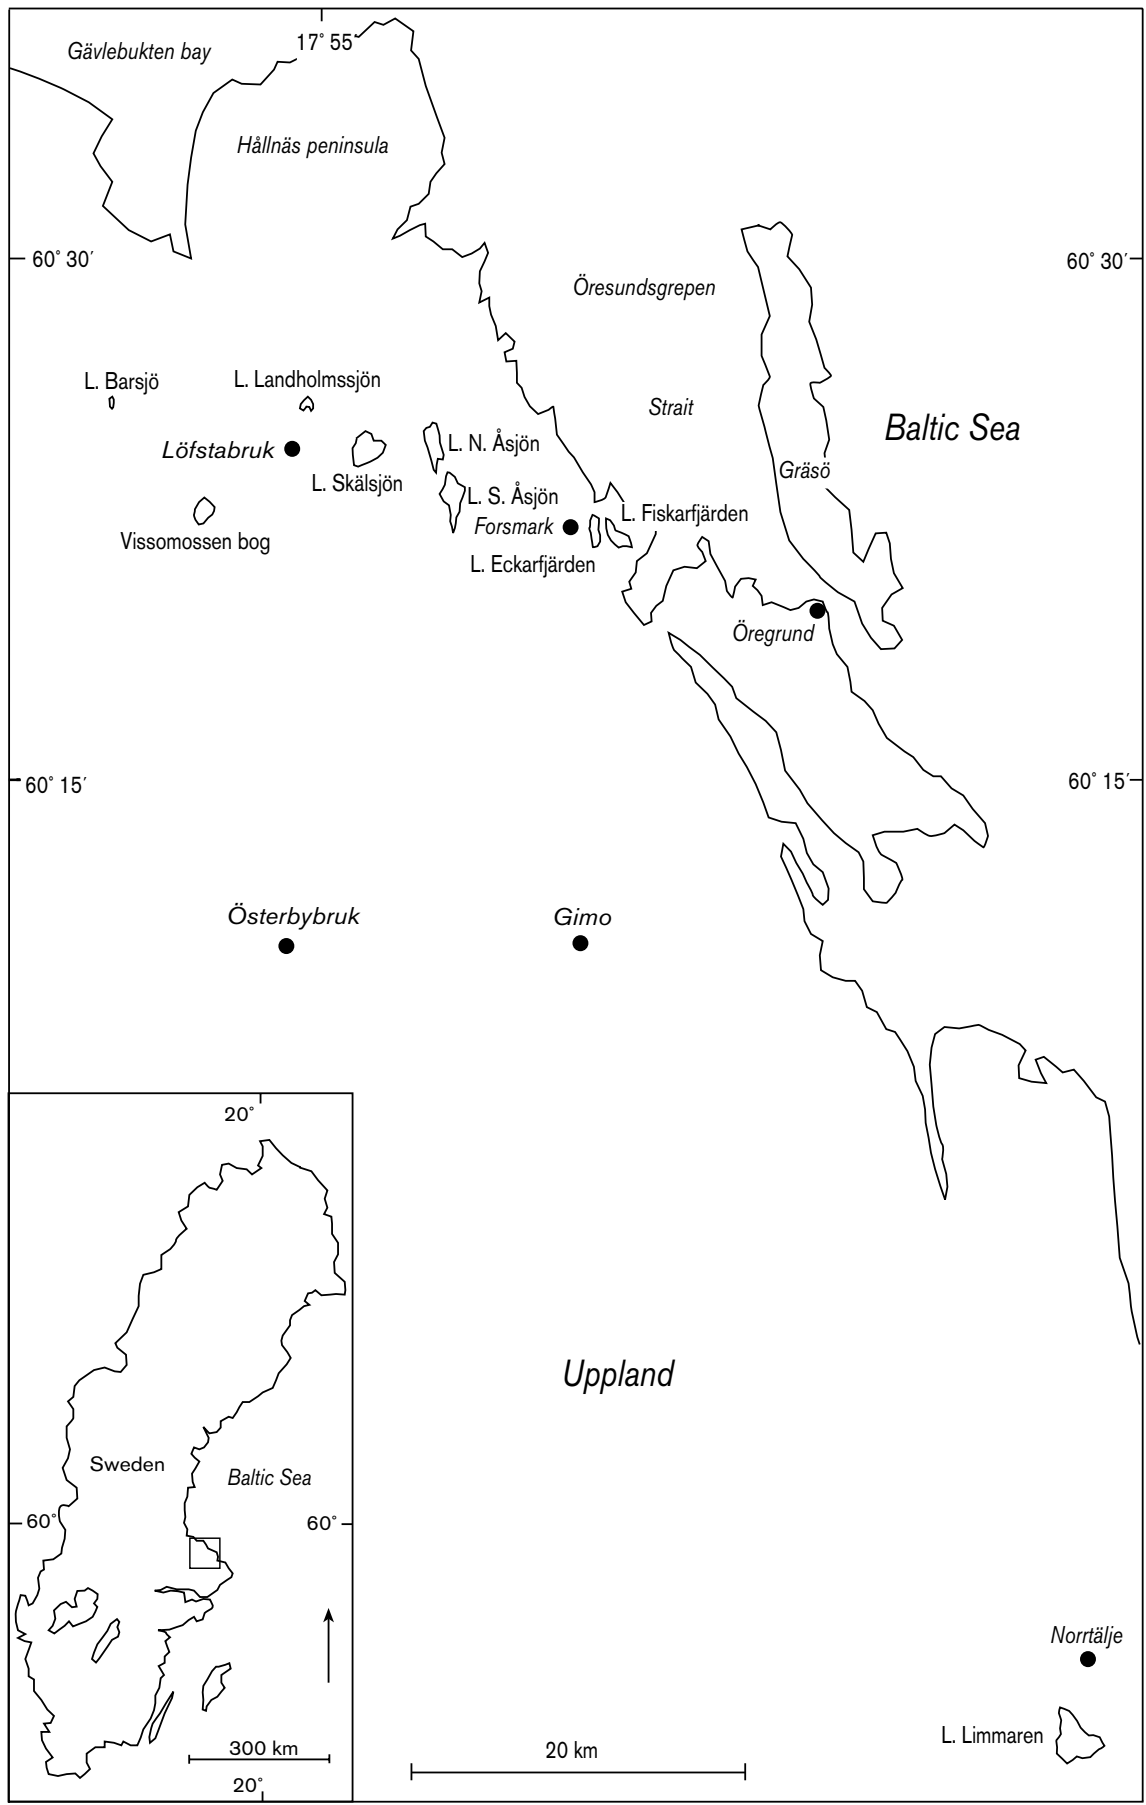 17° 55′
Gävlebukten bay
Hållnäs peninsula
60° 30′
60° 30′
Öresundsgrepen
L. Barsjö
L. Landholmssjön
Strait
Baltic Sea
Löfstabruk
L. N. Åsjön
Gräsö
L. Skälsjön
L. S. Åsjön
L. Fiskarfjärden
Forsmark
Vissomossen bog
L. Eckarfjärden
Öregrund
60° 15′
60° 15′
Österbybruk
Gimo
20°
Uppland
Sweden
Baltic Sea
60°
60°
Norrtälje
L. Limmaren
300 km
20 km
20°